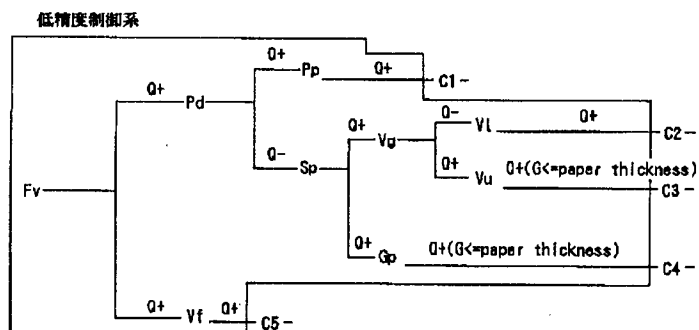 低精度制御系
Q+ Pp Q+ C1-
Q+ Pd
Q- Sp Q+ Vg Q- Vl Q+ C2-
Q+ Vu Q+(G<=paper thickness) C3-
Fv
Q+ Gp Q+(G<=paper thickness) C4-
Q+ Vf Q+ C5-